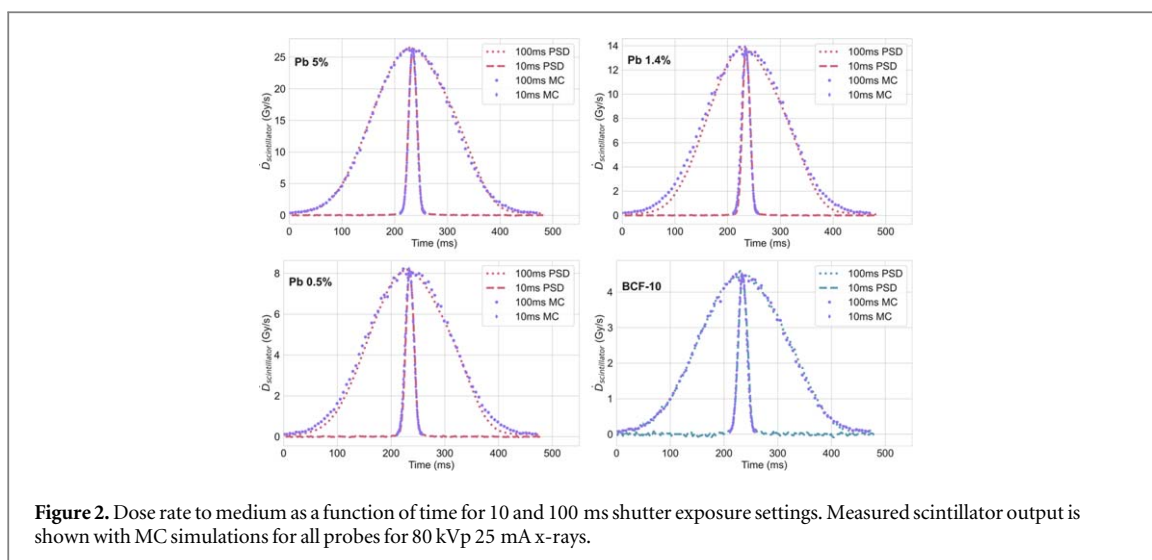 Pb 5%
100ms PSD
10ms PSD
100ms MC
10ms MC
25
20
15
10
5
0
Ḋscintillator (Gy/s)
0 100 200 300 400 500
Time (ms)
Pb 1.4%
100ms PSD
10ms PSD
100ms MC
10ms MC
14
12
10
8
6
4
2
0
Ḋscintillator (Gy/s)
0 100 200 300 400 500
Time (ms)
Pb 0.5%
100ms PSD
10ms PSD
100ms MC
10ms MC
8
6
4
2
0
Ḋscintillator (Gy/s)
0 100 200 300 400 500
Time (ms)
BCF-10
100ms PSD
10ms PSD
100ms MC
10ms MC
4
3
2
1
0
Ḋscintillator (Gy/s)
0 100 200 300 400 500
Time (ms)
Figure 2. Dose rate to medium as a function of time for 10 and 100 ms shutter exposure settings. Measured scintillator output is
shown with MC simulations for all probes for 80 kVp 25 mA x-rays.